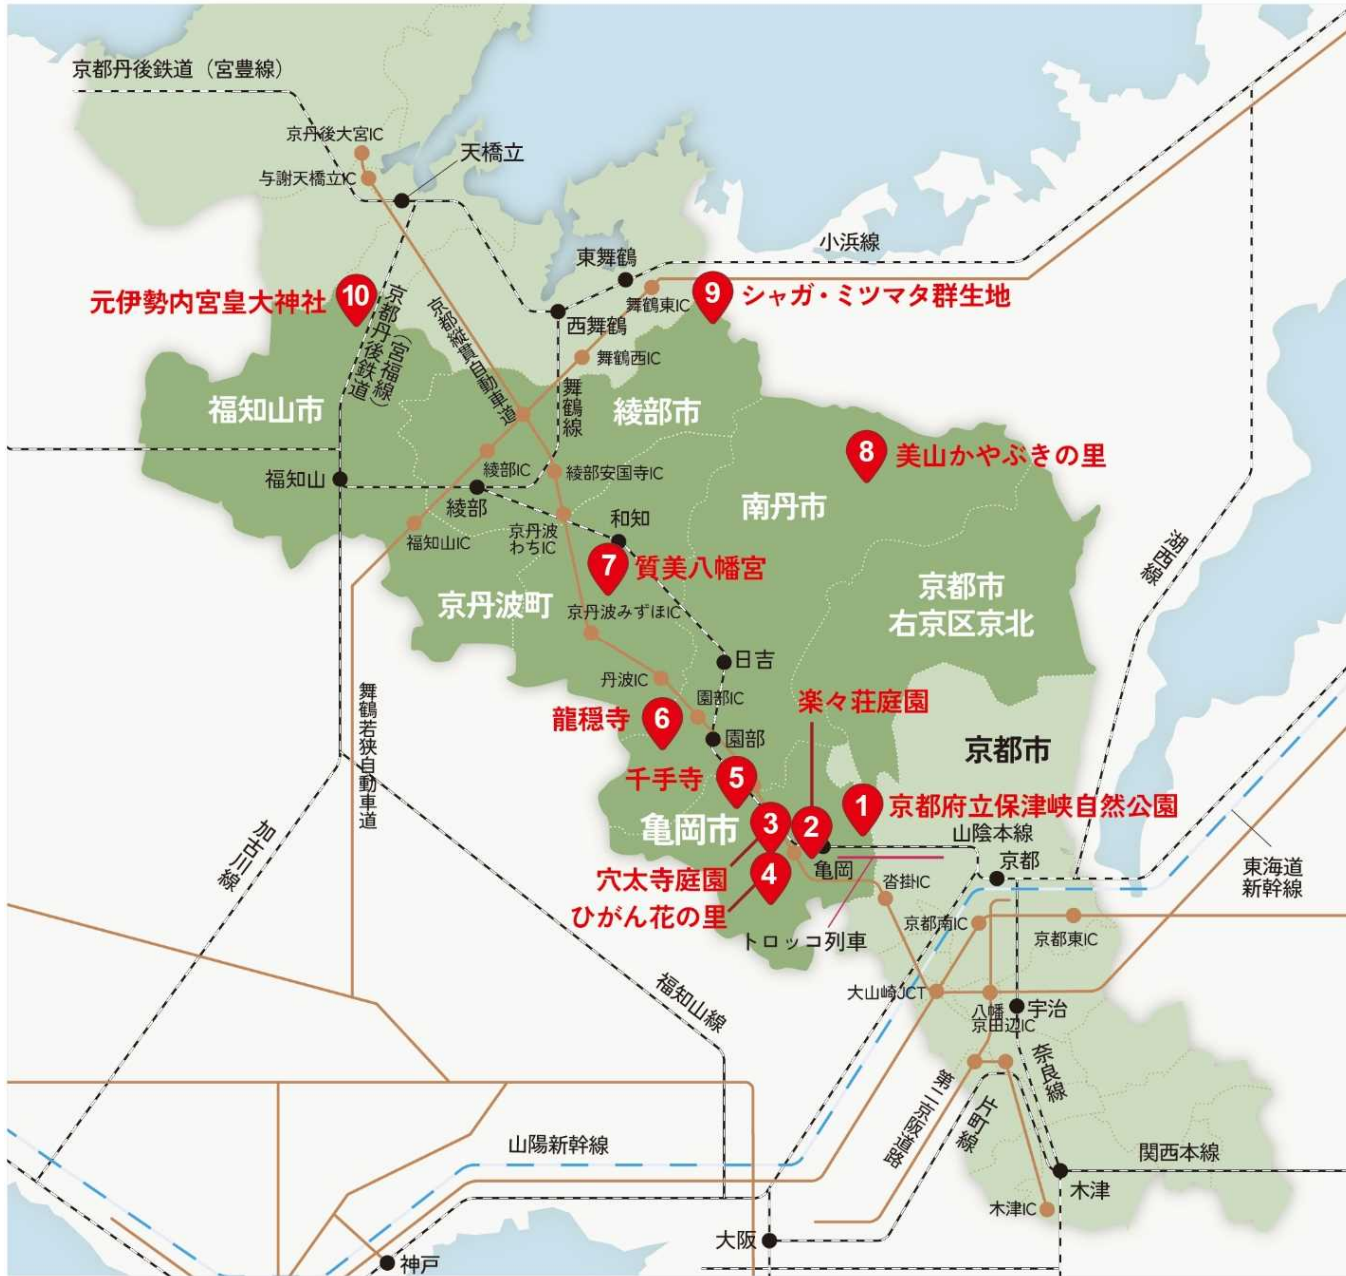 京都丹後鉄道（宮豊線）
京丹後大宮IC
与謝天橋立IC
天橋立
小浜線
東舞鶴
舞鶴東IC
9
シャガ・ミツマタ群生地
元伊勢内宮皇大神社
10
京都丹後鉄道
（宮福線）
京都縦貫自動車道
西舞鶴
舞鶴西IC
舞鶴線
福知山市
綾部市
8
美山かやぶきの里
福知山
綾部IC
綾部安国寺IC
綾部
南丹市
福知山IC
京丹波
わちIC
和知
7
質美八幡宮
湖西線
京丹波町
京丹波みずほIC
京都市
右京区京北
日吉
丹波IC
園部IC
舞鶴若狭自動車道
龍穏寺
6
楽々荘庭園
園部
京都市
千手寺
5
1
京都府立保津峡自然公園
亀岡市
3
2
山陰本線
亀岡
京都
東海道
新幹線
加古川線
穴太寺庭園
4
沓掛IC
ひがん花の里
京都南IC
京都東IC
トロッコ列車
福知山線
大山崎JCT
八幡
京田辺IC
宇治
奈良線
第二京阪道路
片町線
山陽新幹線
関西本線
木津
木津IC
大阪
神戸